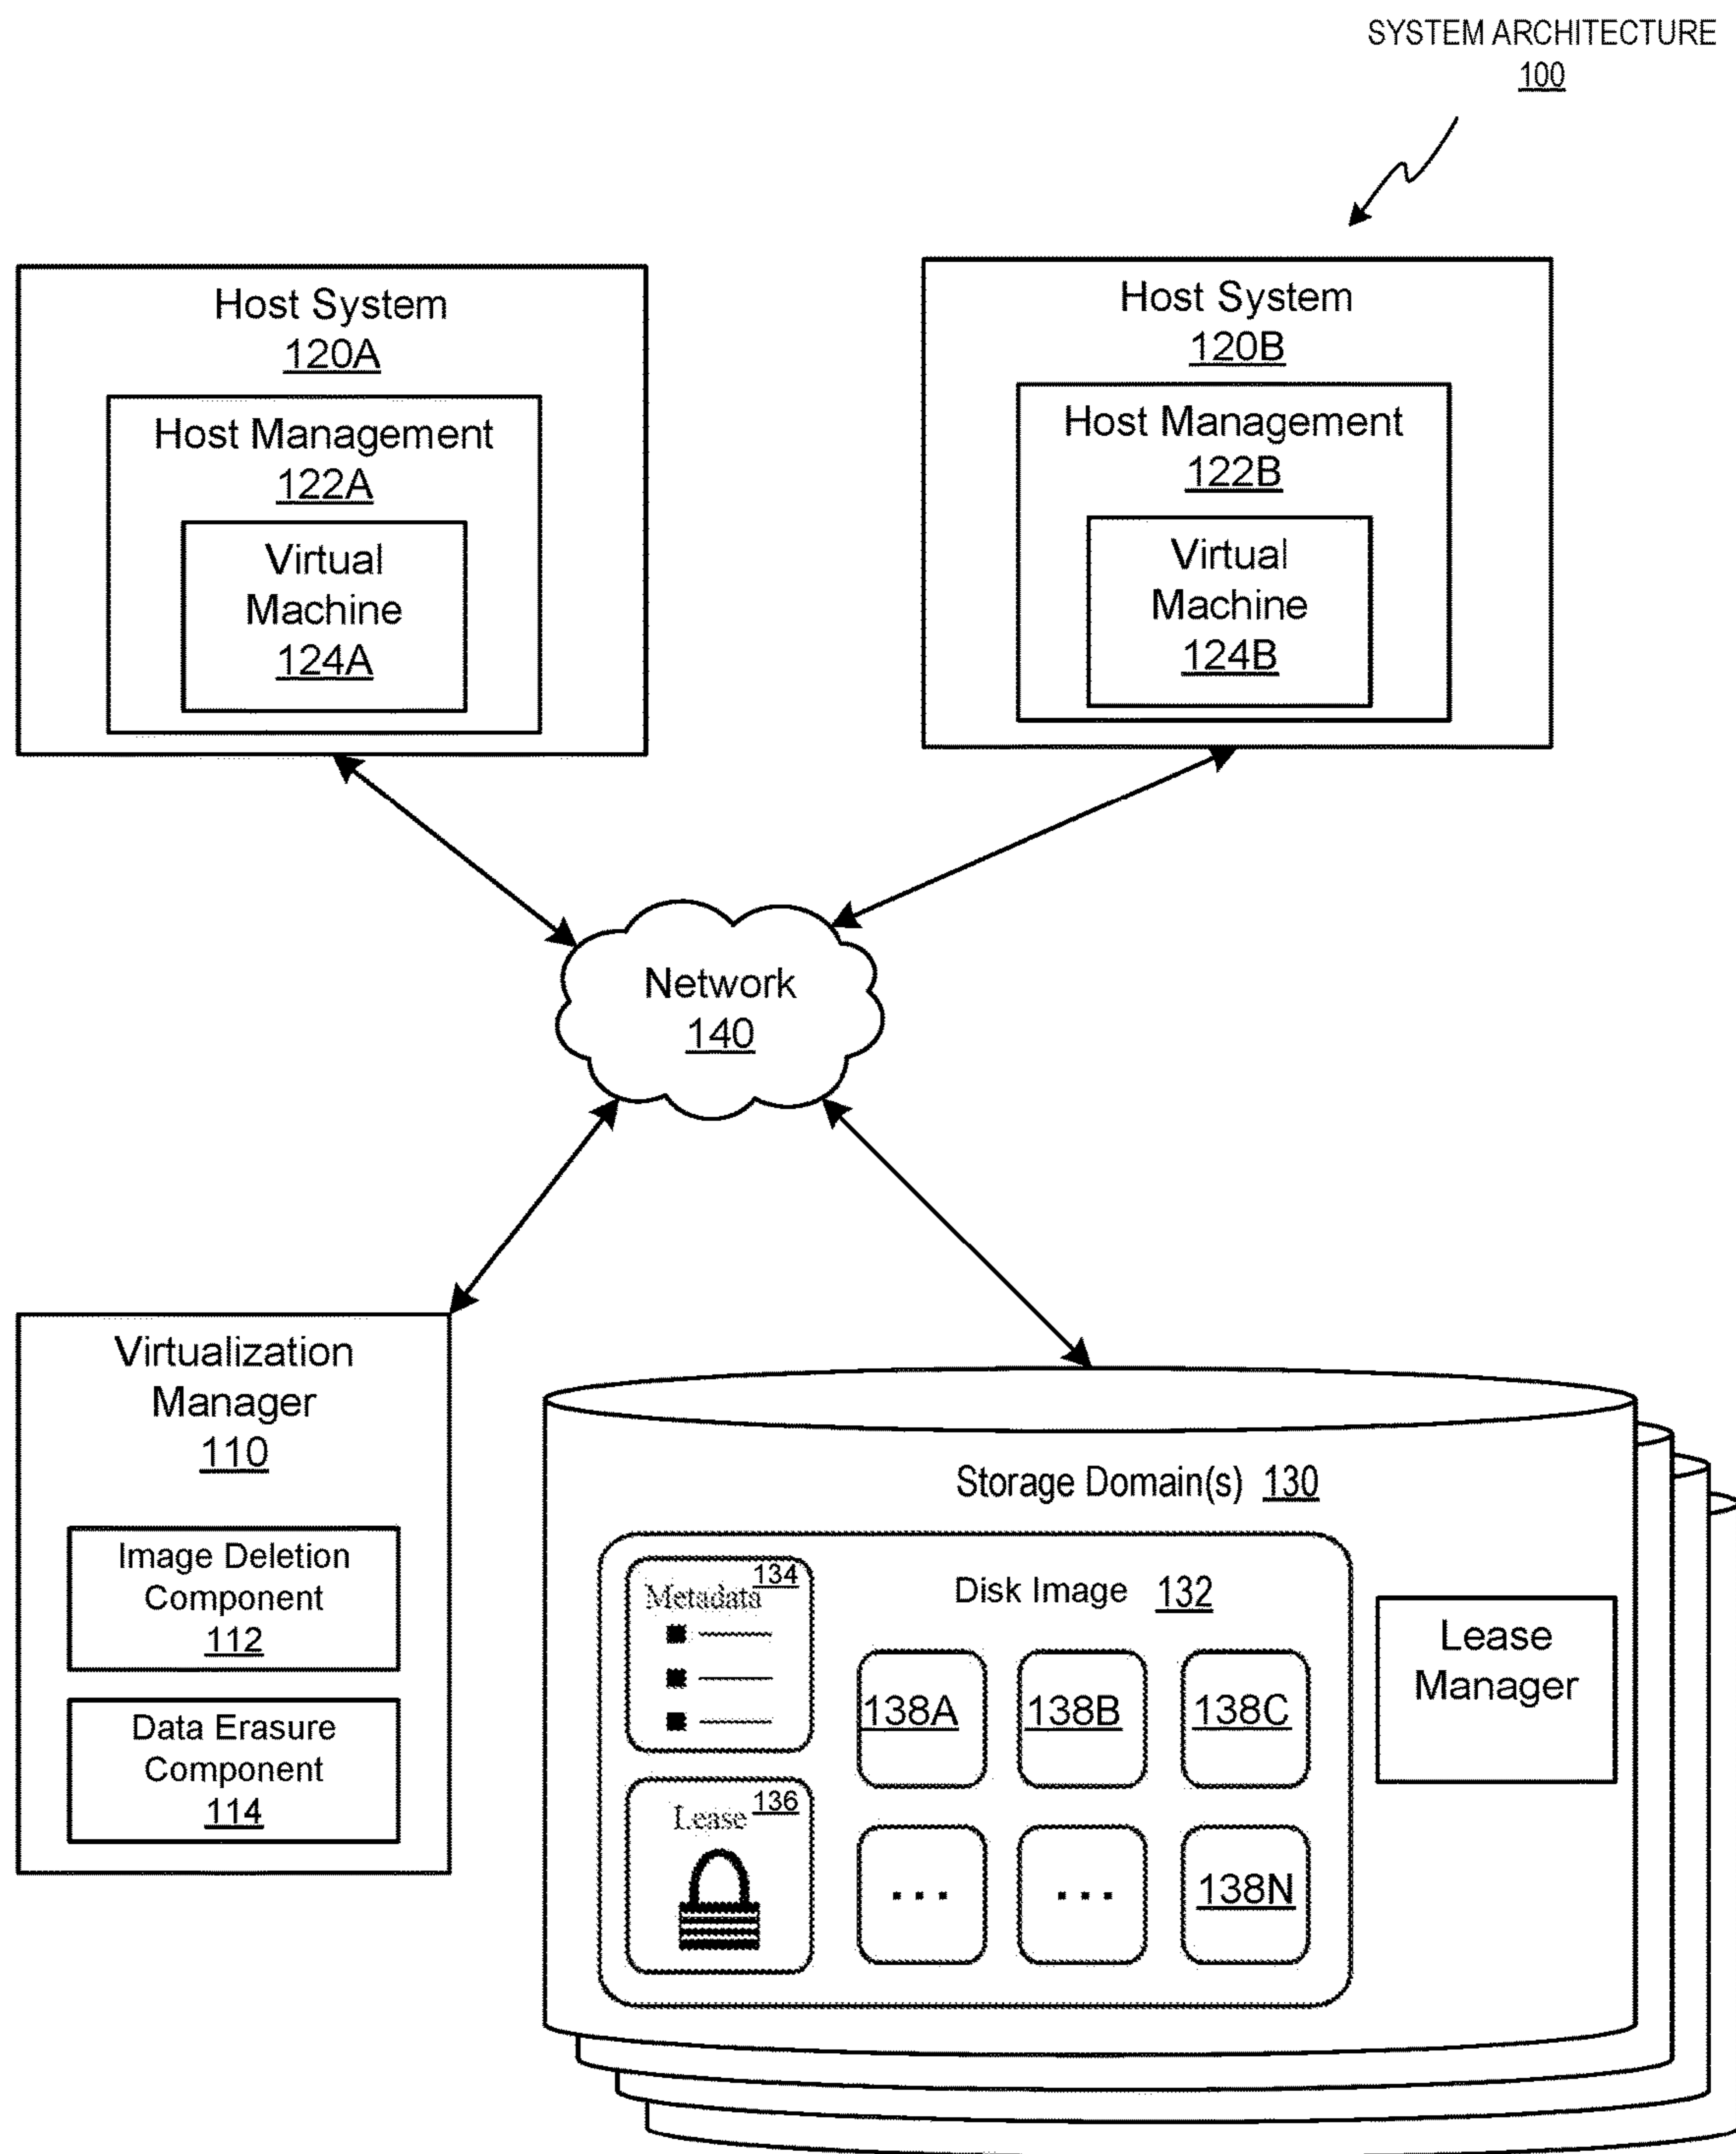 SYSTEM ARCHITECTURE
100
Host System
120A
Host Management
122A
Virtual
Machine
124A
Host System
120B
Host Management
122B
Virtual
Machine
124B
Network
140
Virtualization
Manager
110
Image Deletion
Component
112
Data Erasure
Component
114
Storage Domain(s) 130
134
Metadata
Disk Image 132
138A 138B 138C
136
Lease
... ... 138N
Lease
Manager